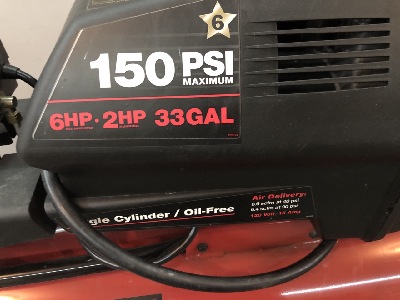 6
150 PSI
MAXIMUM
6HP · 2HP 33GAL
gle Cylinder / Oil-Free
Air Delivery:
120 Volt / 15 Amp